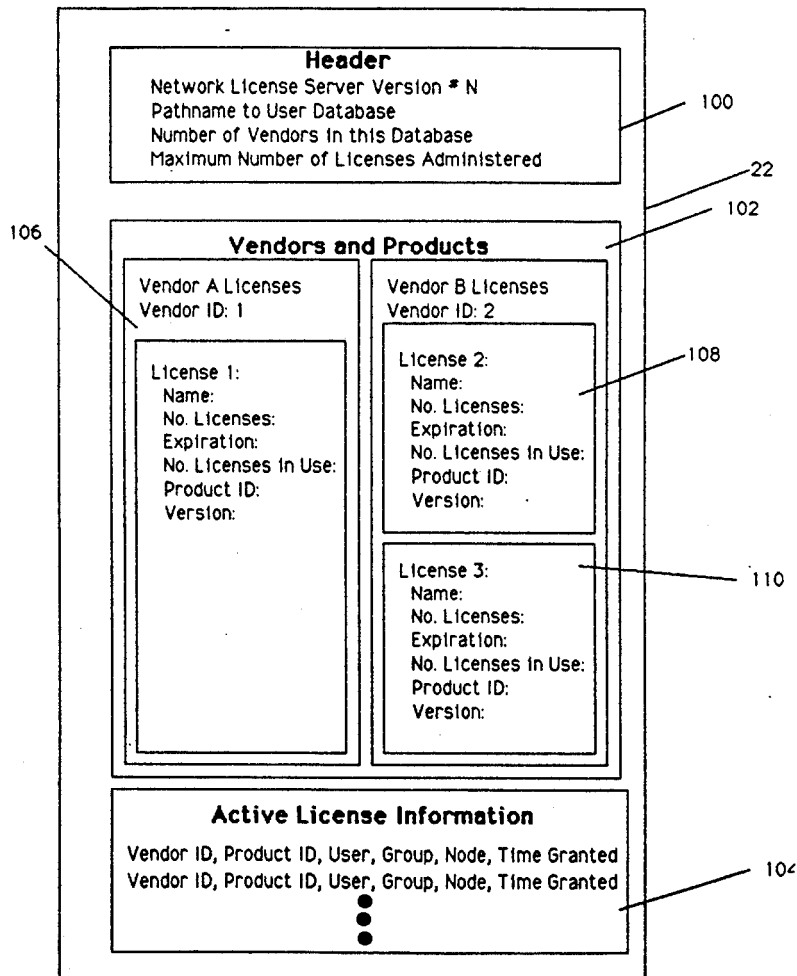 Header
Network License Server Version # N
Pathname to User Database
Number of Vendors in this Database
Maximum Number of Licenses Administered
100
22
102
106
Vendors and Products
Vendor A Licenses
Vendor ID: 1
License 1:
Name:
No. Licenses:
Expiration:
No. Licenses in Use:
Product ID:
Version:
Vendor B Licenses
Vendor ID: 2
License 2:
Name:
No. Licenses:
Expiration:
No. Licenses in Use:
Product ID:
Version:
108
License 3:
Name:
No. Licenses:
Expiration:
No. Licenses in Use:
Product ID:
Version:
110
Active License Information
Vendor ID, Product ID, User, Group, Node, Time Granted
Vendor ID, Product ID, User, Group, Node, Time Granted
104